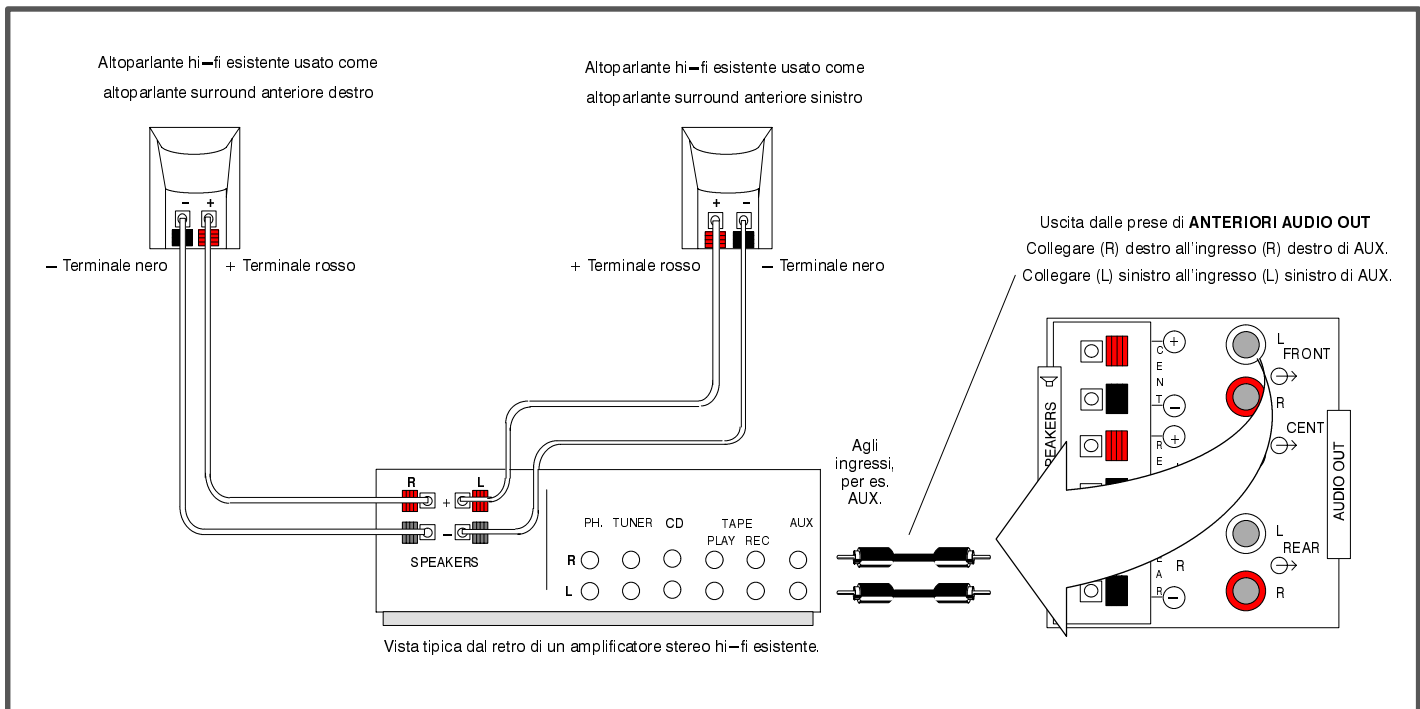 Altoparlante hi–fi esistente usato come
altoparlante surround anteriore destro
Altoparlante hi–fi esistente usato come
altoparlante surround anteriore sinistro
– +
+ –
– Terminale nero
+ Terminale rosso
+ Terminale rosso
– Terminale nero
Uscita dalle prese di ANTERIORI AUDIO OUT
Collegare (R) destro all'ingresso (R) destro di AUX.
Collegare (L) sinistro all'ingresso (L) sinistro di AUX.
R L
+
–
SPEAKERS
PH. TUNER CD TAPE AUX
PLAY REC
R
L
Agli
ingressi,
per es.
AUX.
CENT
+
–
+
R
–
L
FRONT
R
CENT
L
REAR
R
AUDIO OUT
Vista tipica dal retro di un amplificatore stereo hi–fi esistente.